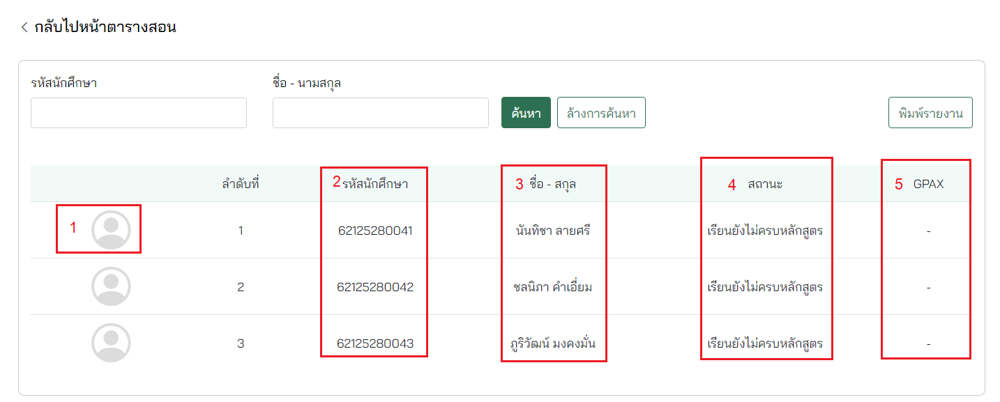 กลับไปหน้าตารางสอน
รหัสนักศึกษา ชื่อ - นามสกุล
ค้นหา ล้างการค้นหา พิมพ์รายงาน
ลำดับที่ 2 รหัสนักศึกษา 3 ชื่อ - สกุล 4 สถานะ 5 GPAX
1 1 62125280041 นันทิชา ลายศรี เรียนยังไม่ครบหลักสูตร -
2 62125280042 ชลนิภา คำเอี่ยม เรียนยังไม่ครบหลักสูตร -
3 62125280043 ภูริวัฒน์ มงคงมั่น เรียนยังไม่ครบหลักสูตร -